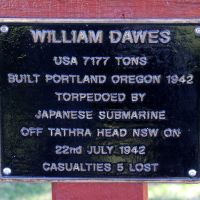 WILLIAM DAWES
USA 7177 TONS
BUILT PORTLAND OREGON 1942
TORPEDOED BY
JAPANESE SUBMARINE
OFF TATHRA HEAD NSW ON
22nd JULY 1942
CASUALTIES 5 LOST